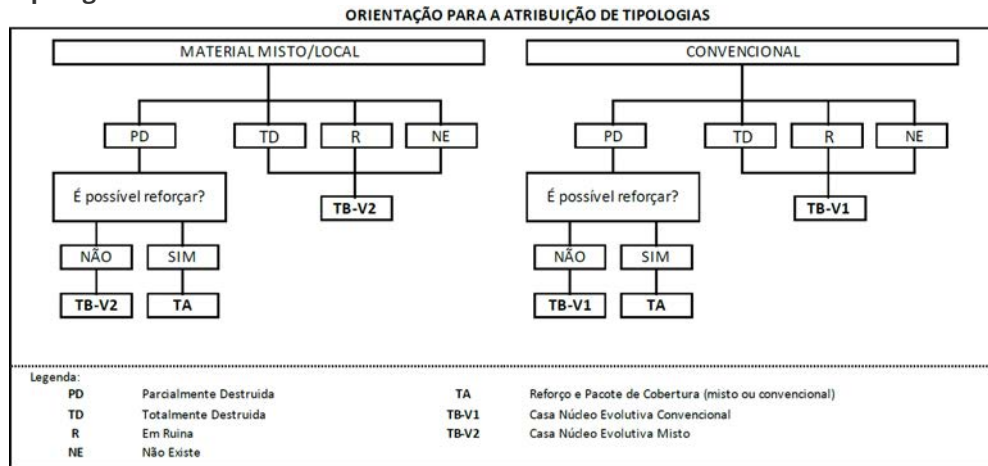 ORIENTAÇÃO PARA A ATRIBUIÇÃO DE TIPOLOGIAS
MATERIAL MISTO/LOCAL
PD TD R NE
É possível reforçar?
TB-V2
NÃO SIM
TB-V2 TA
CONVENCIONAL
PD TD R NE
É possível reforçar?
TB-V1
NÃO SIM
TB-V1 TA
Legenda:
PD Parcialmente Destruida
TD Totalmente Destruida
R Em Ruina
NE Não Existe
TA Reforço e Pacote de Cobertura (misto ou convencional)
TB-V1 Casa Núcleo Evolutiva Convencional
TB-V2 Casa Núcleo Evolutiva Misto